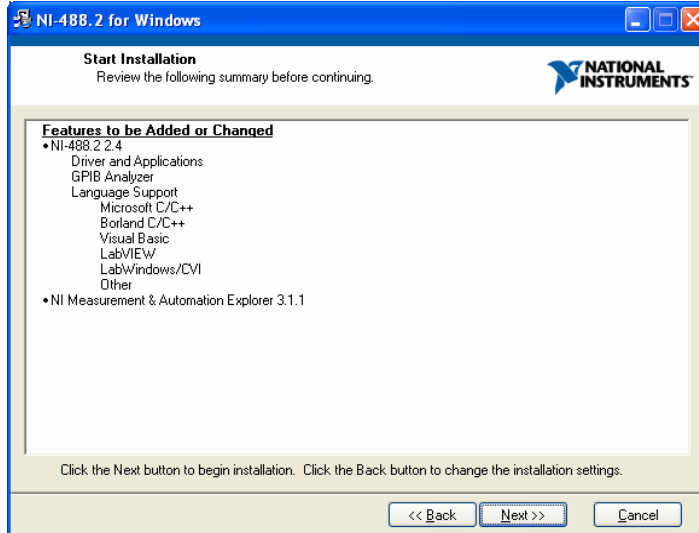 NI-488.2 for Windows
Start Installation
Review the following summary before continuing.
NATIONAL
INSTRUMENTS
Features to be Added or Changed
•NI-488.2 2.4
Driver and Applications
GPIB Analyzer
Language Support
Microsoft C/C++
Borland C/C++
Visual Basic
LabVIEW
LabWindows/CVI
Other
•NI Measurement & Automation Explorer 3.1.1
Click the Next button to begin installation.  Click the Back button to change the installation settings.
<< Back
Next >>
Cancel